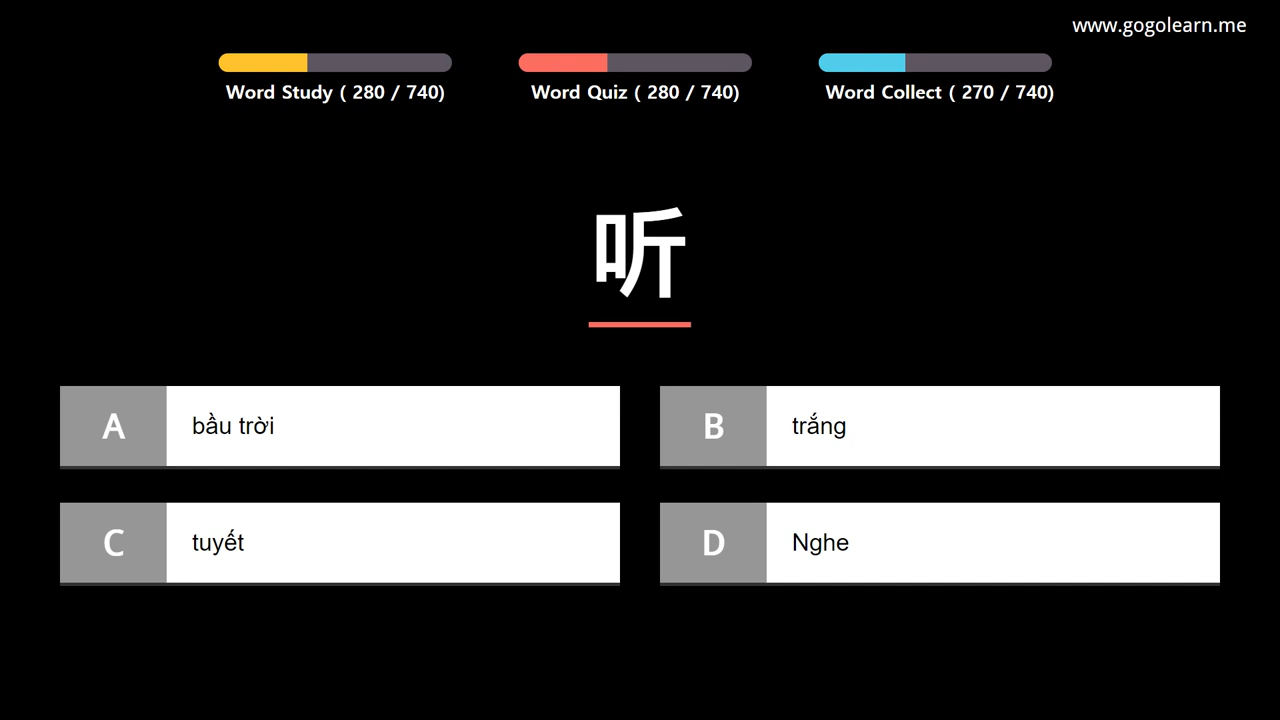 www.gogolearn.me
Word Study ( 280 / 740)
Word Quiz ( 280 / 740)
Word Collect ( 270 / 740)
听
A
bầu trời
B
trắng
C
tuyết
D
Nghe